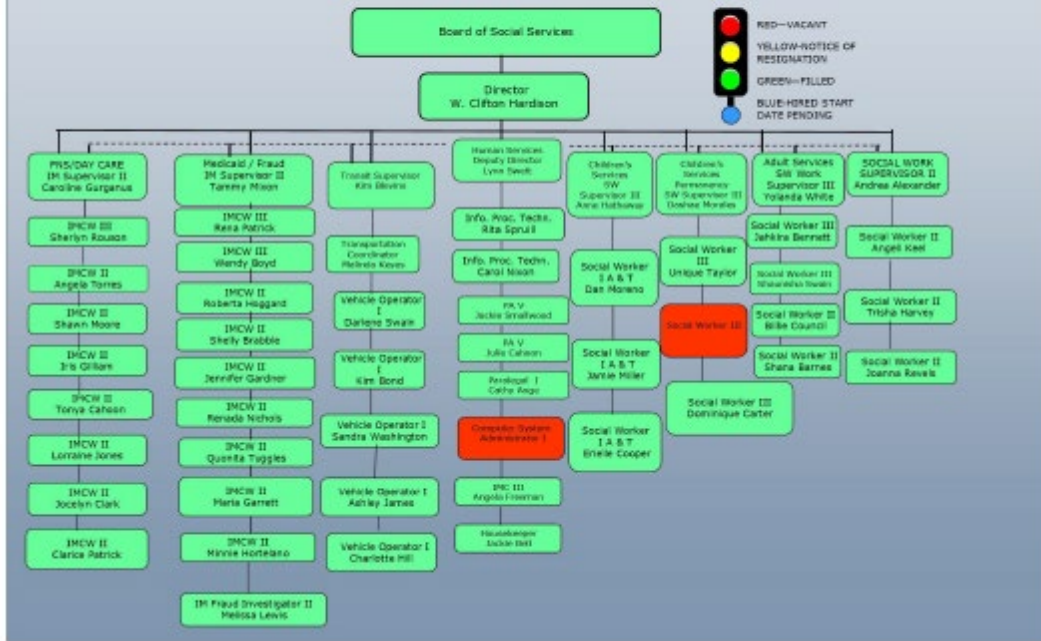 Board of Social Services
Director
W. Clifton Hardison
RED—VACANT
YELLOW-NOTICE OF
RESIGNATION
GREEN—FILLED
BLUE-HIRED START
DATE PENDING
FNS/DAY CARE
IM Supervisor II
Caroline Gurganus
IMCW III
Sherlyn
IMCW II
Angela Torres
IMCW II
Shawn Moore
IMCW II
Iris Gilliam
IMCW II
Tonya Cahoon
IMCW II
Lorraine Jones
IMCW II
Jocelyn Clark
IMCW II
Clarice Patrick
Medicaid / Fraud
IM Supervisor II
Tammy Mixon
IMCW III
Rena Patrick
IMCW III
Wendy Boyd
IMCW II
Roberta Hoggard
IMCW II
Shelly Brabble
IMCW II
Jennifer Gardner
IMCW II
Renada Nichols
IMCW II
Quonita Tuggles
IMCW II
Maria Garrett
IMCW II
Minnie Hortelano
IM Fraud Investigator II
Melissa Lewis
Transit Supervisor
Kim Blevins
Transportation
Coordinator
Melinda Keyes
Vehicle Operator
I
Darlene Swain
Vehicle Operator
I
Kim Bond
Vehicle Operator I
Sandra Washington
Vehicle Operator I
Ashley James
Vehicle Operator I
Charlotte Hill
Human Services
Deputy Director
Lynn Swett
Info. Proc. Techn.
Rita Spruill
Info. Proc. Techn.
Carol Nixon
PA V
Jackie Smallwood
PA V
Julie Cahoon
Paralegal I
Cathy
Computer System
Administrator I
IMC III
Angela Freeman
Housekeeper
Jackie Bell
Children's
Services
SW
Supervisor III
Anna Hathaway
Social Worker
I A & T
Dan Moreno
Social Worker
I A & T
Jamie Miller
Social Worker
I A & T
Brielle Cooper
Children's
Services
Permanency
SW Supervisor III
Morales
Social Worker
III
Unique Taylor
Social Worker III
Social Worker III
Dominique Carter
Adult Services
SW Work
Supervisor III
Yolanda White
Social Worker III
Jahkira Bennett
Social Worker III
Swain
Social Worker III
Billie Council
Social Worker II
Shana Barnes
SOCIAL WORK
SUPERVISOR II
Andrea Alexander
Social Worker II
Angell Keel
Social Worker II
Trisha Harvey
Social Worker II
Joanna Revels